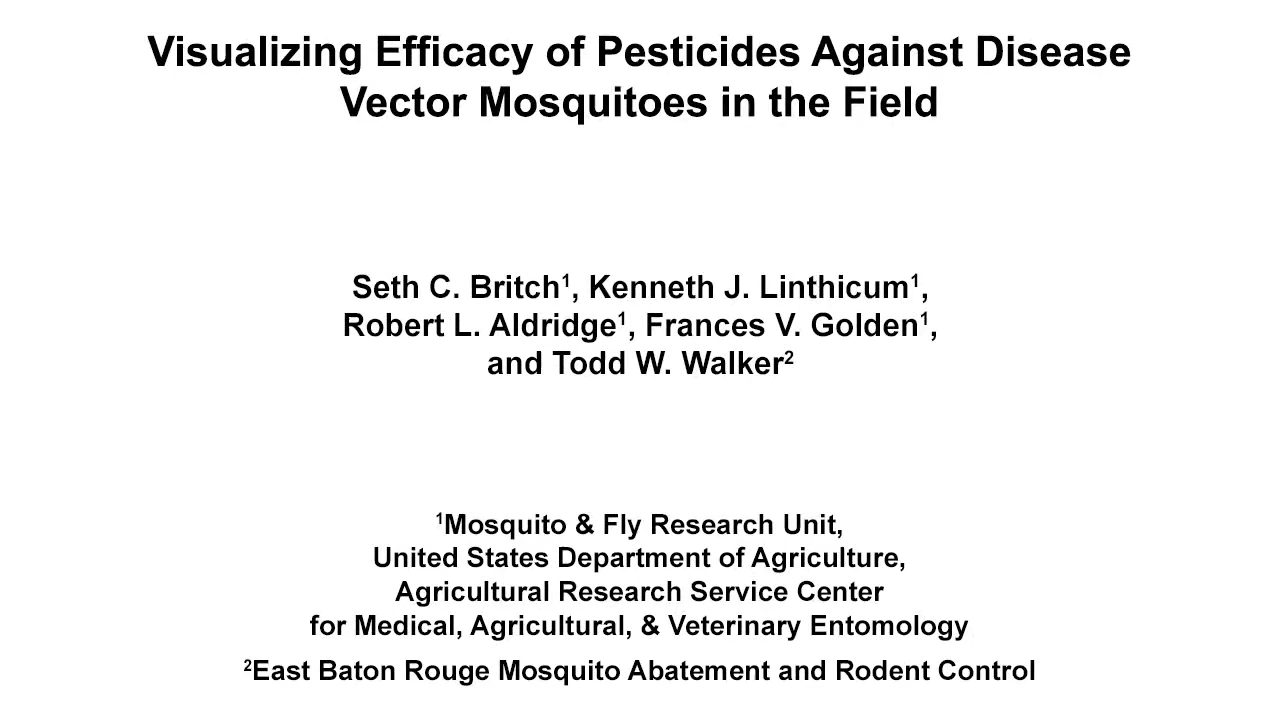 Visualizing Efficacy of Pesticides Against Disease
Vector Mosquitoes in the Field
Seth C. Britch¹, Kenneth J. Linthicum¹,
Robert L. Aldridge¹, Frances V. Golden¹,
and Todd W. Walker²
¹Mosquito & Fly Research Unit,
United States Department of Agriculture,
Agricultural Research Service Center
for Medical, Agricultural, & Veterinary Entomology
²East Baton Rouge Mosquito Abatement and Rodent Control